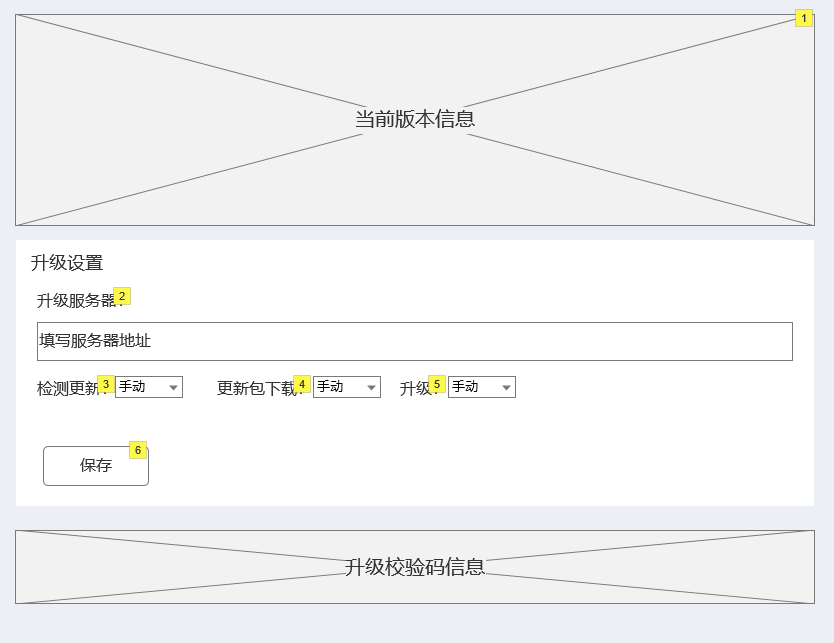 1
当前版本信息
升级设置
升级服务器: 2
填写服务器地址
检测更新: 3 手动 更新包下载: 4 手动 升级: 5 手动
保存 6
升级校验码信息